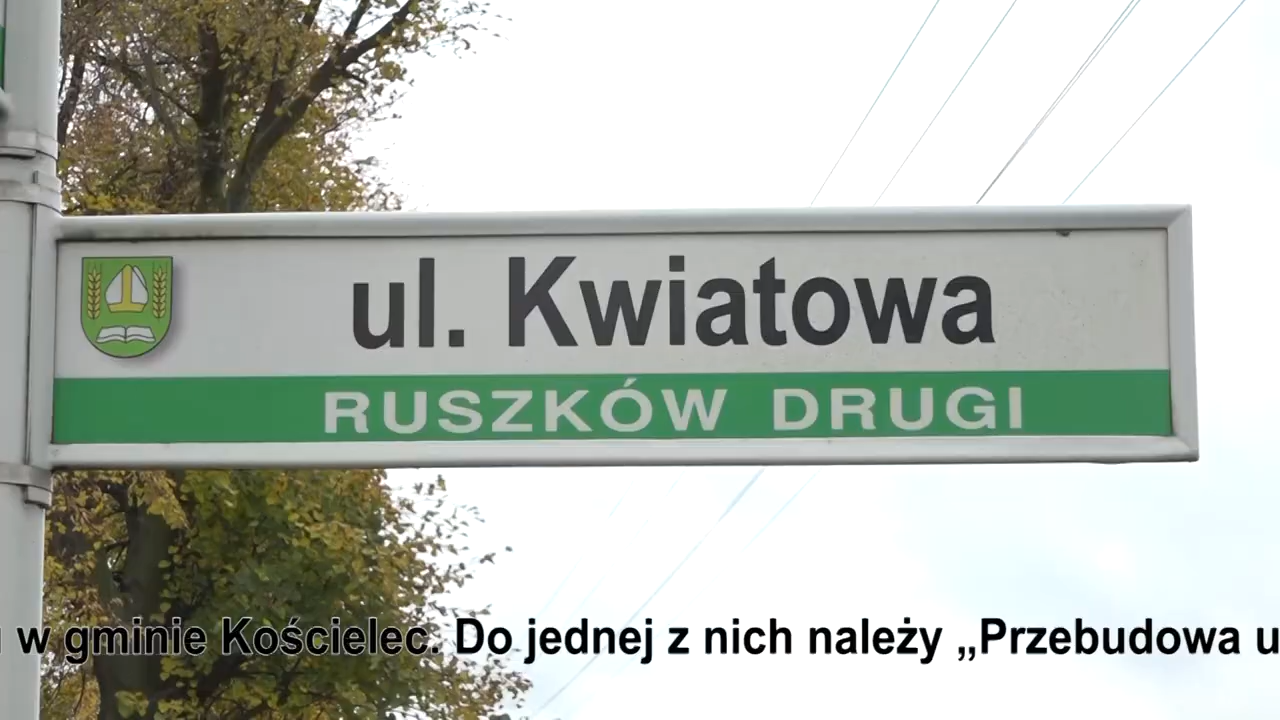 ul. Kwiatowa
RUSZKÓW DRUGI
w gminie Kościelec. Do jednej z nich należy „Przebudowa u